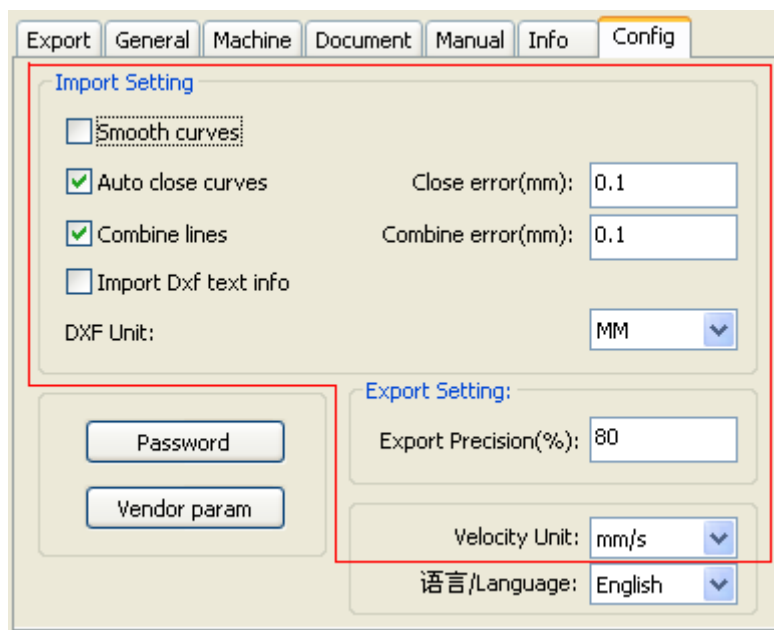 Export General Machine Document Manual Info Config
Import Setting
Smooth curves
Auto close curves Close error(mm): 0.1
Combine lines Combine error(mm): 0.1
Import Dxf text info
DXF Unit: MM
Export Setting:
Password Export Precision(%): 80
Vendor param
Velocity Unit: mm/s
语言/Language: English